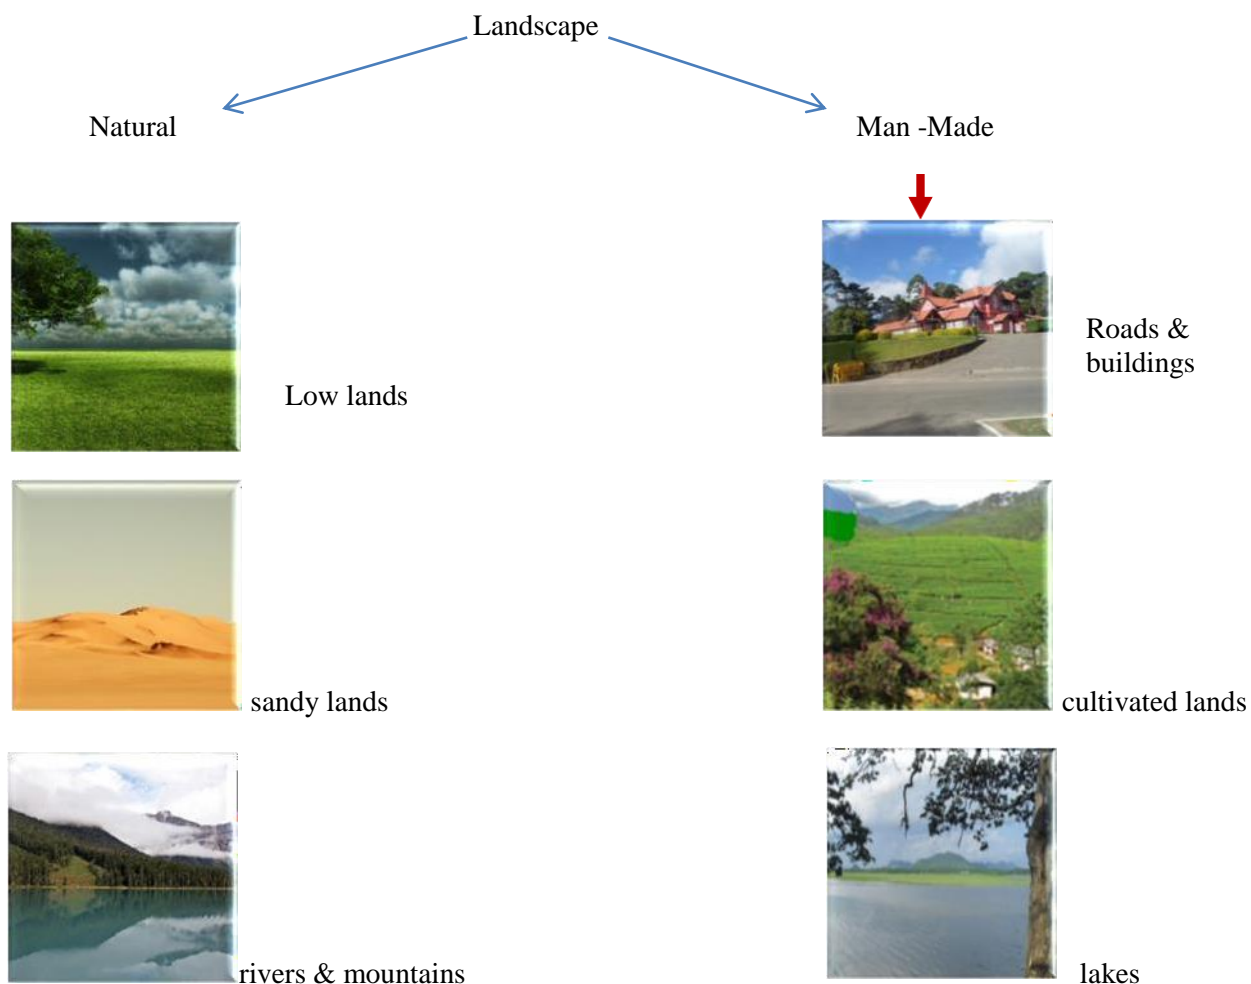 Landscape
Natural
Man -Made
Low lands
Roads &
buildings
sandy lands
cultivated lands
rivers & mountains
lakes